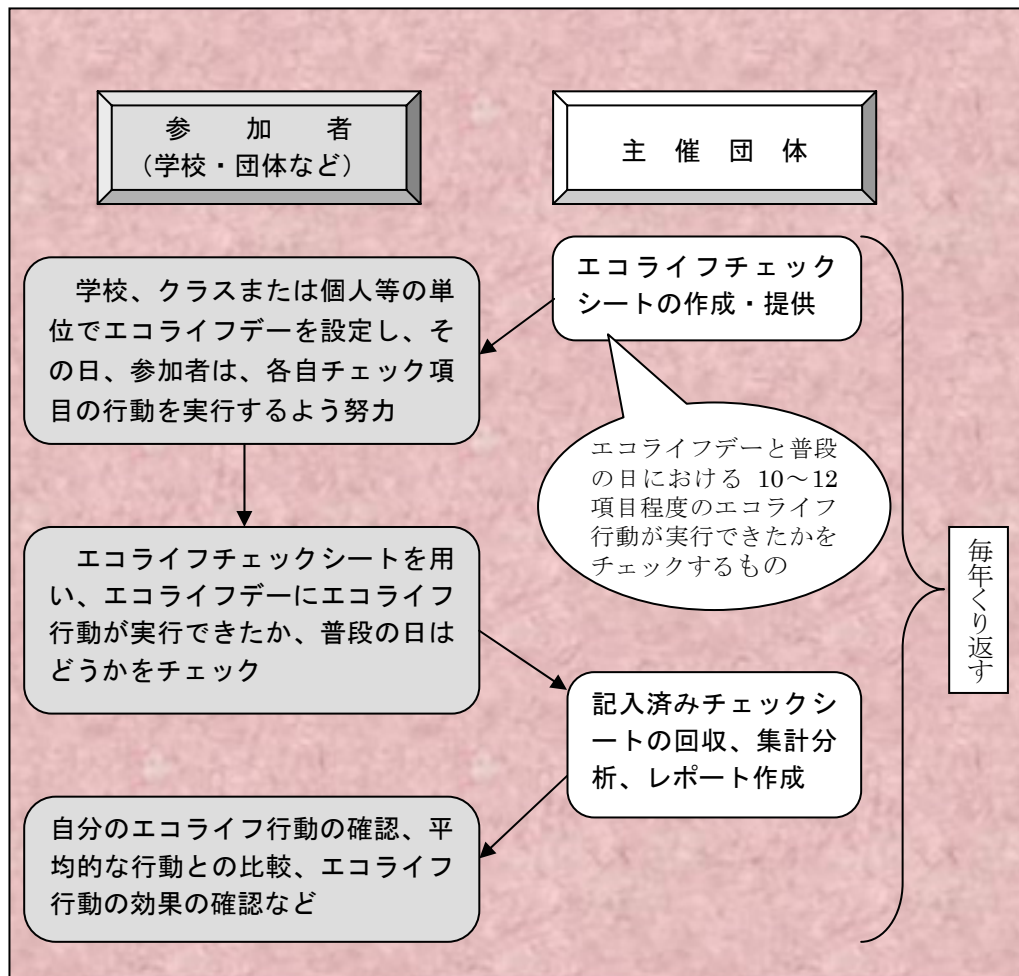 参加者
（学校・団体など）
主催団体
エコライフチェック
シートの作成・提供
学校、クラスまたは個人等の単
位でエコライフデーを設定し、そ
の日、参加者は、各自チェック項
目の行動を実行するよう努力
エコライフデーと普段
の日における 10～12
項目程度のエコライフ
行動が実行できたかを
チェックするもの
エコライフチェックシートを用
い、エコライフデーにエコライフ
行動が実行できたか、普段の日は
どうかをチェック
記入済みチェックシ
ートの回収、集計分
析、レポート作成
自分のエコライフ行動の確認、平
均的な行動との比較、エコライフ
行動の効果の確認など
毎年くり返す